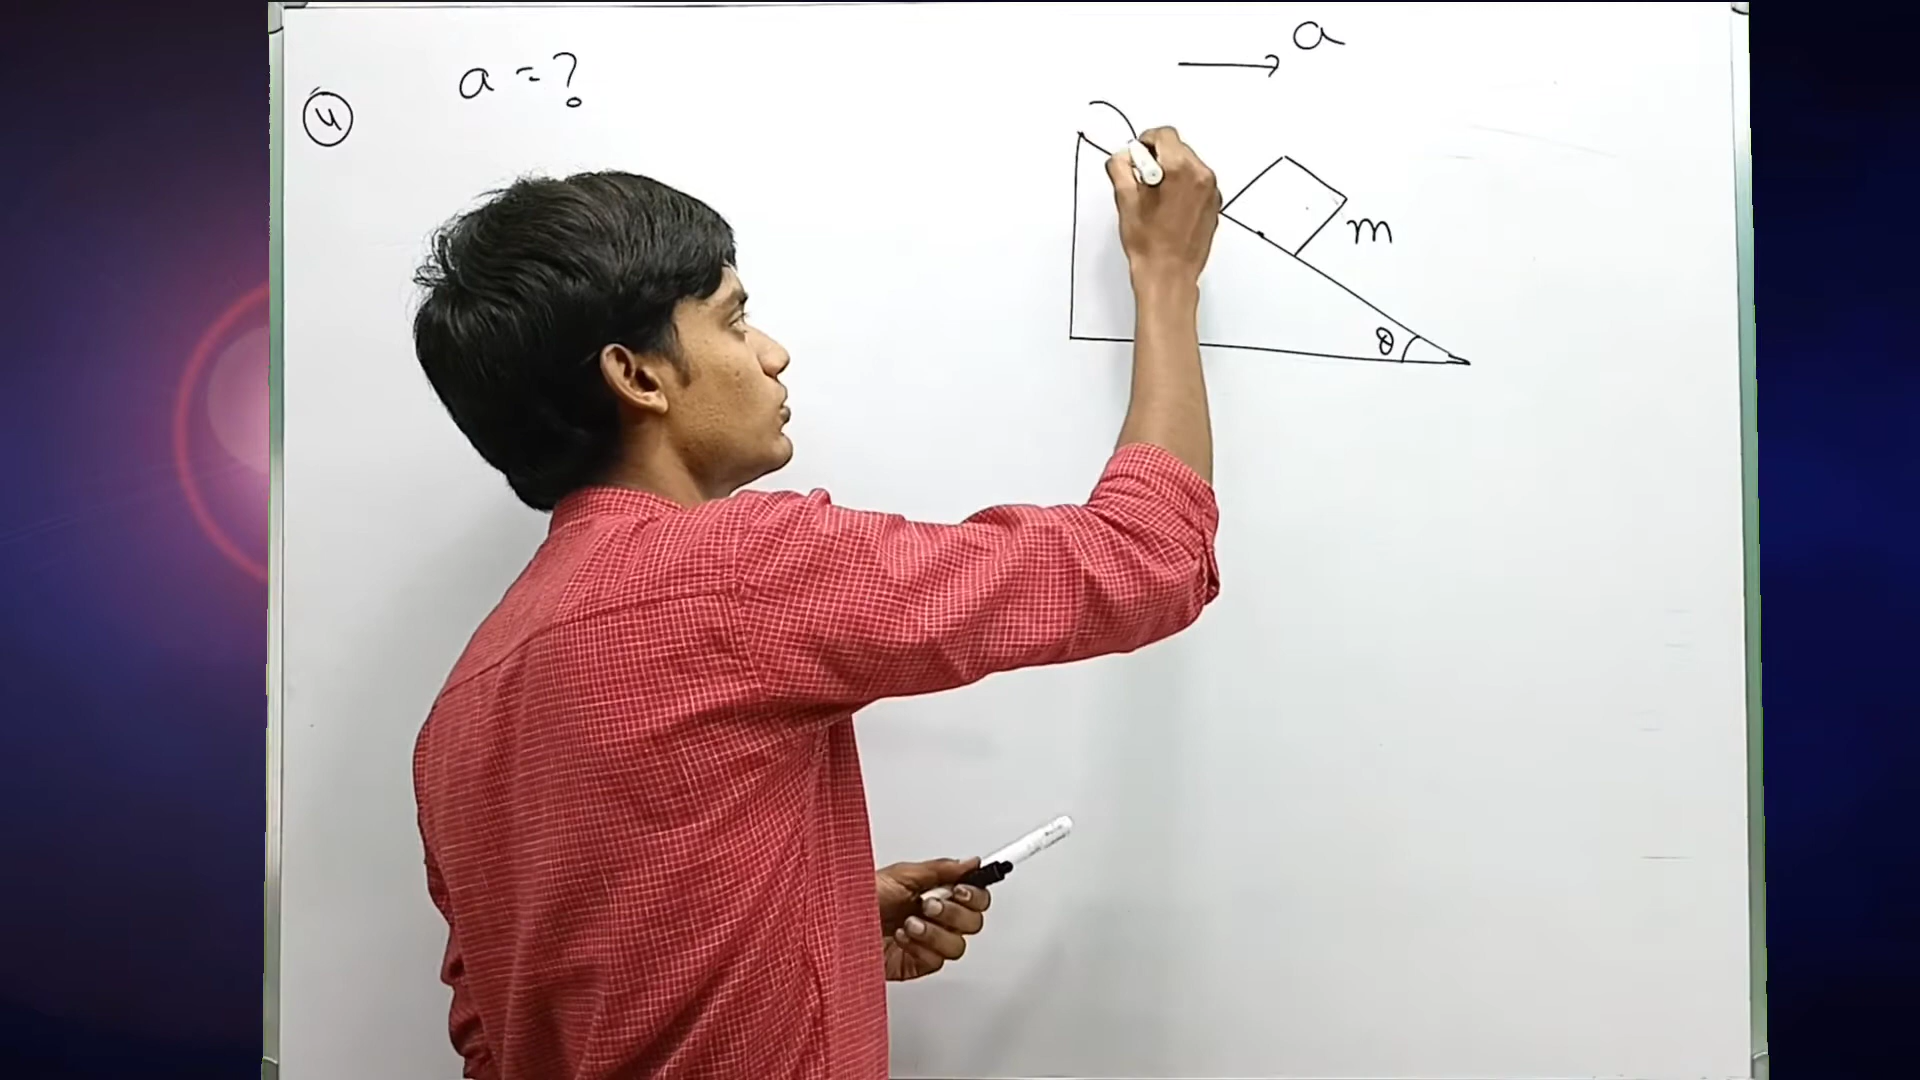 ④ a = ?
→ a
m
θ